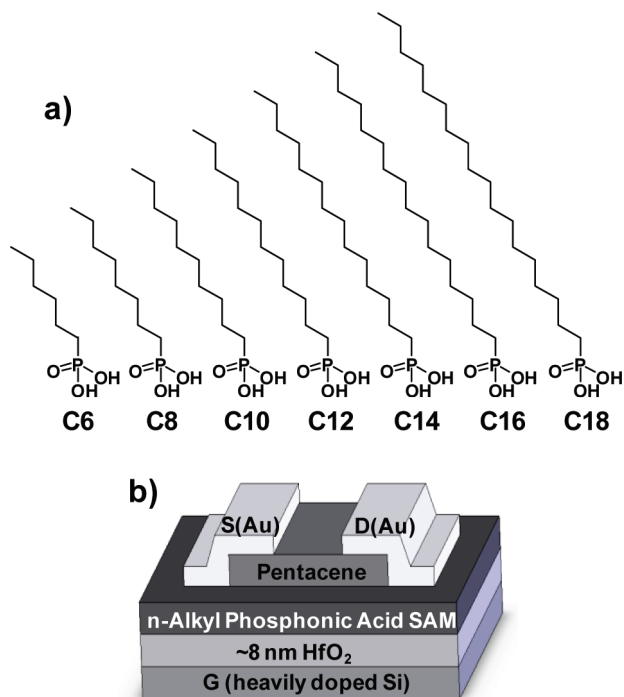 a)
O=P OH OH O=P OH OH O=P OH OH O=P OH OH O=P OH OH O=P OH OH O=P OH OH
C6 C8 C10 C12 C14 C16 C18
b)
S(Au) D(Au)
Pentacene
n-Alkyl Phosphonic Acid SAM
~8 nm HfO₂
G (heavily doped Si)